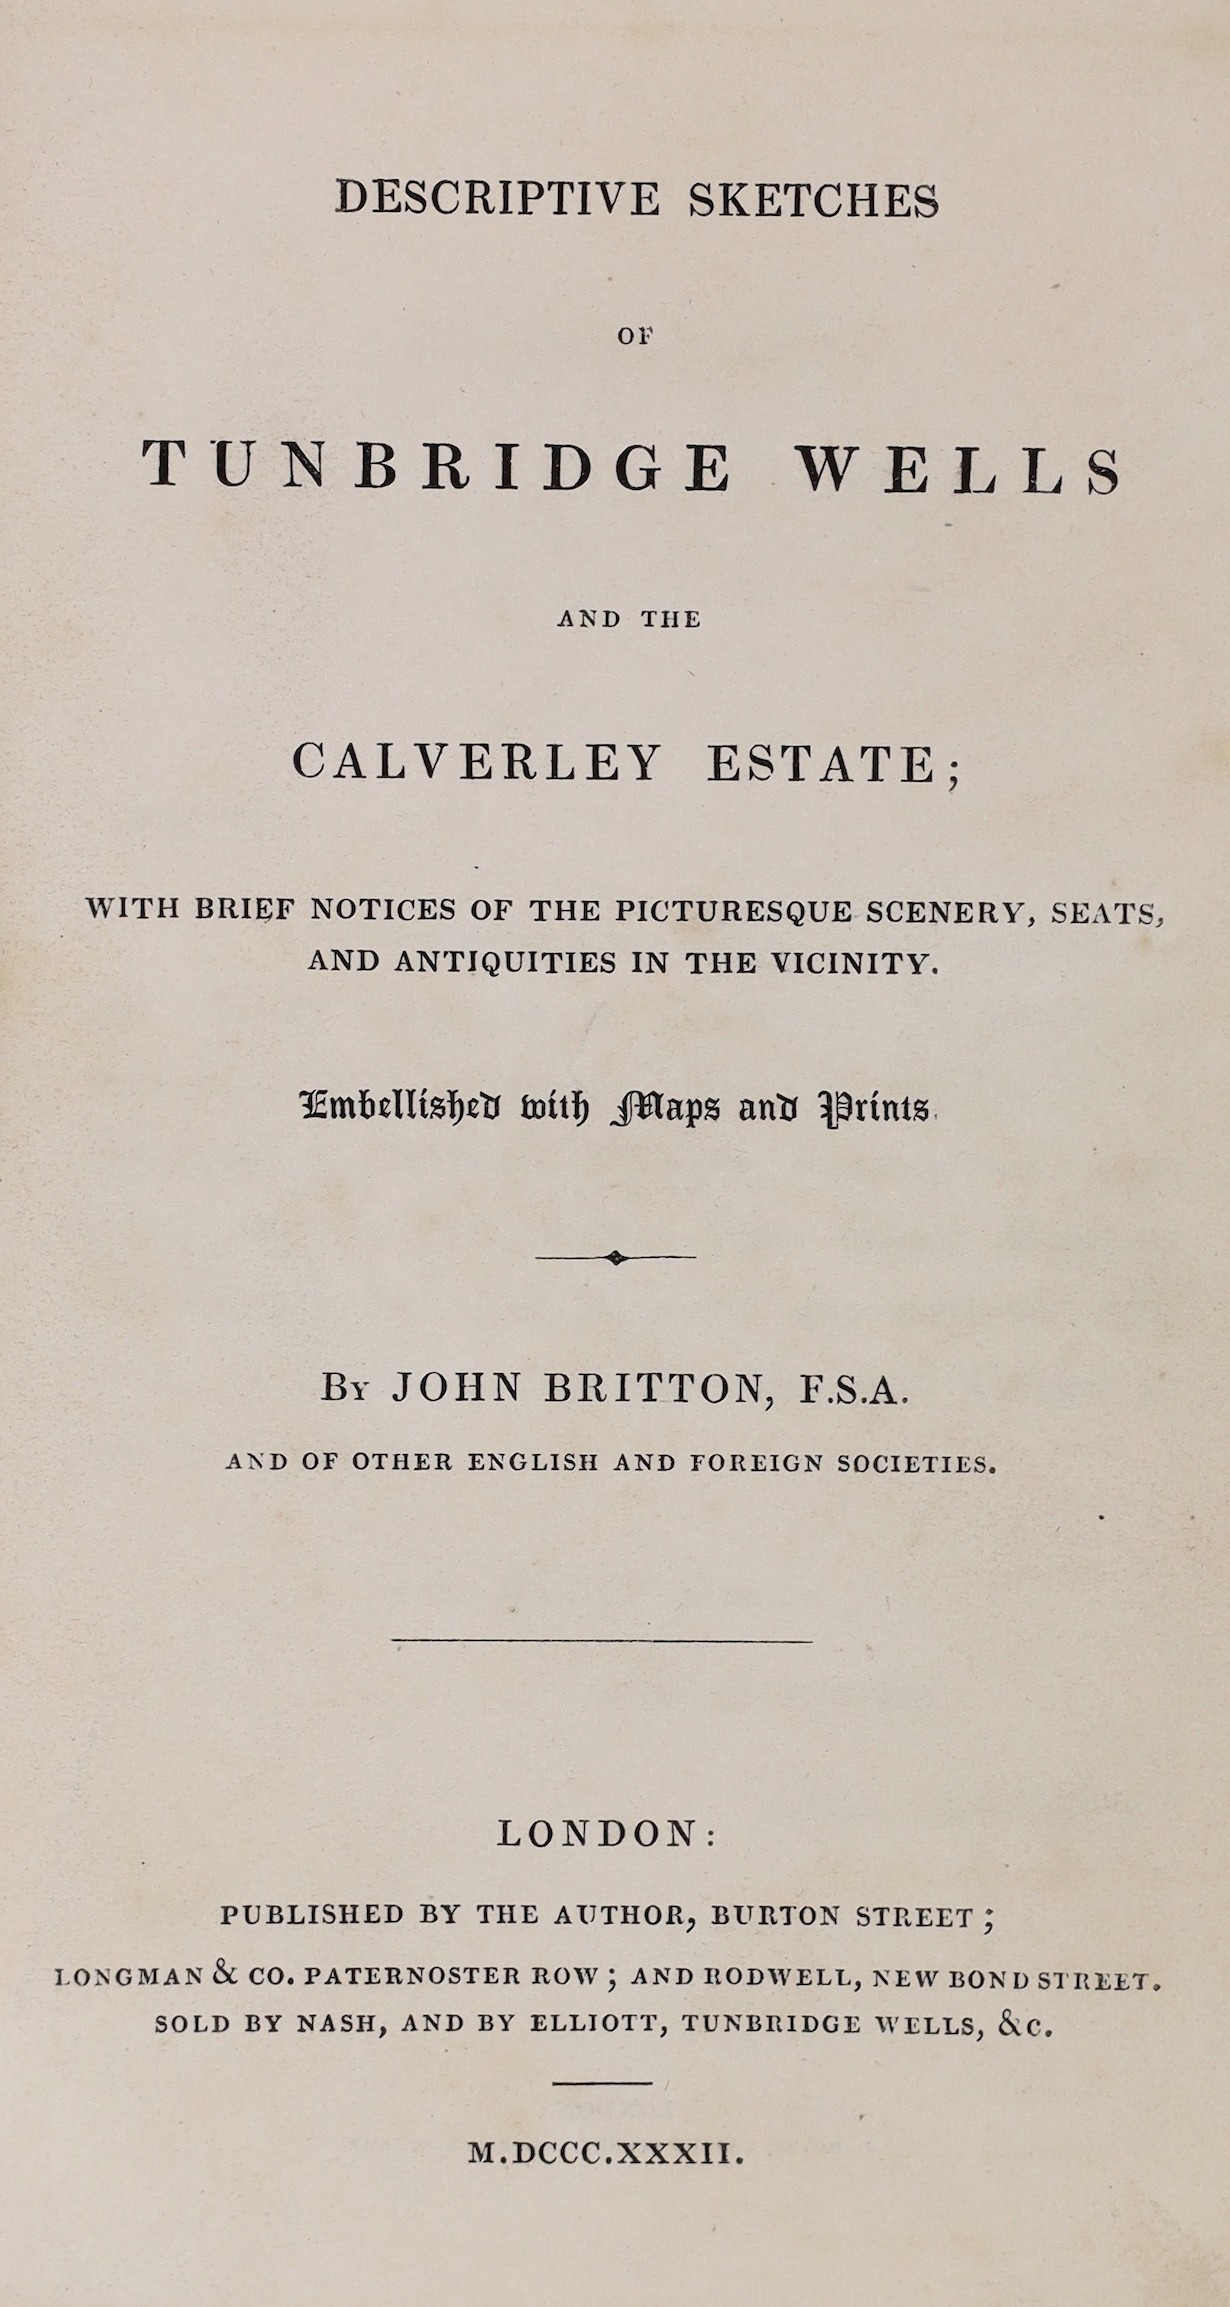 DESCRIPTIVE SKETCHES
OF
TUNBRIDGE WELLS
AND THE
CALVERLEY ESTATE;
WITH BRIEF NOTICES OF THE PICTURESQUE SCENERY, SEATS,
AND ANTIQUITIES IN THE VICINITY.
Embellished with Maps and Prints.
By JOHN BRITTON, F.S.A.
AND OF OTHER ENGLISH AND FOREIGN SOCIETIES.
LONDON:
PUBLISHED BY THE AUTHOR, BURTON STREET;
LONGMAN & CO. PATERNOSTER ROW; AND RODWELL, NEW BOND STREET.
SOLD BY NASH, AND BY ELLIOTT, TUNBRIDGE WELLS, &c.
M.DCCC.XXXII.